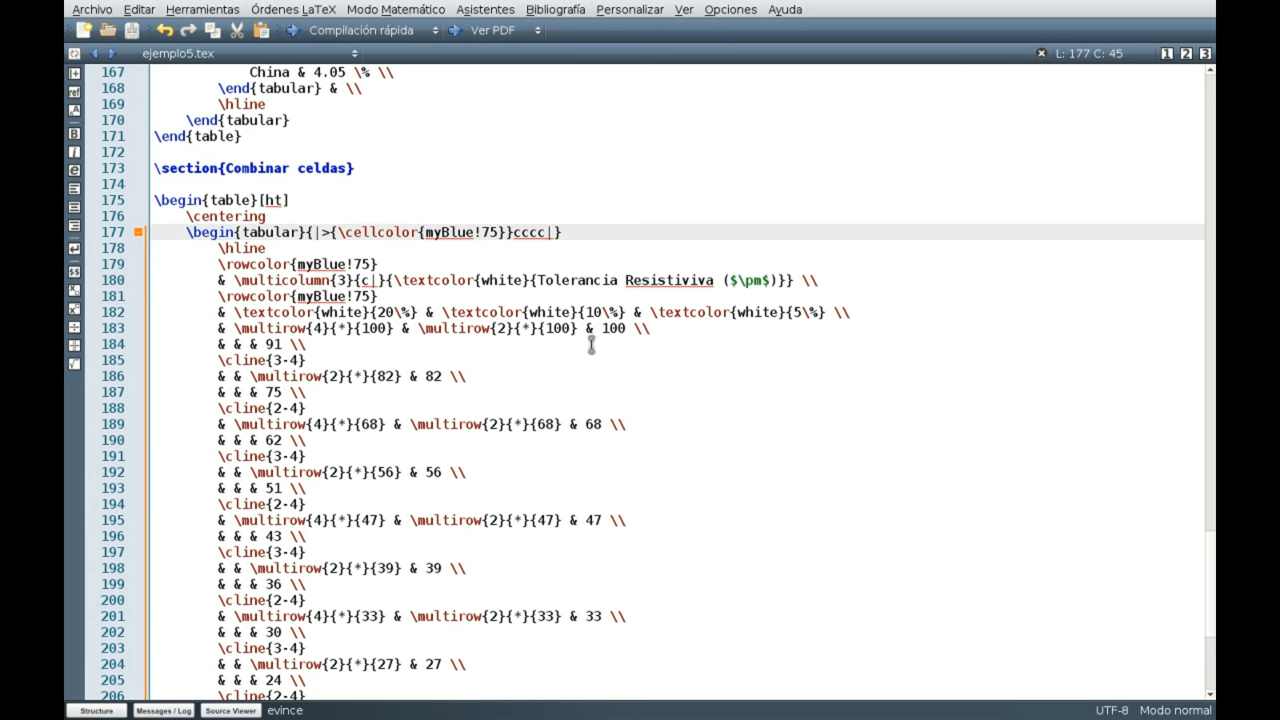 Archivo Editar Herramientas Órdenes LaTeX Modo Matemático Asistentes Bibliografía Personalizar Ver Opciones Ayuda
Compilación rápida Ver PDF
ejemplo5.tex L: 177 C: 45 1 2 3
167 China & 4.05 \% \\
168 \end{tabular} & \\
169 \hline
170 \end{tabular}
171 \end{table}
172
173 \section{Combinar celdas}
174
175 \begin{table}[ht]
176 \centering
177 \begin{tabular}{|>{\cellcolor{myBlue!75}}cccc|}
178 \hline
179 \rowcolor{myBlue!75}
180 & \multicolumn{3}{c|}{\textcolor{white}{Tolerancia Resistiviva ($\pm$)}} \\
181 \rowcolor{myBlue!75}
182 & \textcolor{white}{20\%} & \textcolor{white}{10\%} & \textcolor{white}{5\%} \\
183 & \multirow{4}{*}{100} & \multirow{2}{*}{100} & 100 \\
184 & & & 91 \\
185 \cline{3-4}
186 & & \multirow{2}{*}{82} & 82 \\
187 & & & 75 \\
188 \cline{2-4}
189 & \multirow{4}{*}{68} & \multirow{2}{*}{68} & 68 \\
190 & & & 62 \\
191 \cline{3-4}
192 & & \multirow{2}{*}{56} & 56 \\
193 & & & 51 \\
194 \cline{2-4}
195 & \multirow{4}{*}{47} & \multirow{2}{*}{47} & 47 \\
196 & & & 43 \\
197 \cline{3-4}
198 & & \multirow{2}{*}{39} & 39 \\
199 & & & 36 \\
200 \cline{2-4}
201 & \multirow{4}{*}{33} & \multirow{2}{*}{33} & 33 \\
202 & & & 30 \\
203 \cline{3-4}
204 & & \multirow{2}{*}{27} & 27 \\
205 & & & 24 \\
206 \cline{2-4}
Structure Messages / Log Source Viewer evince UTF-8 Modo normal